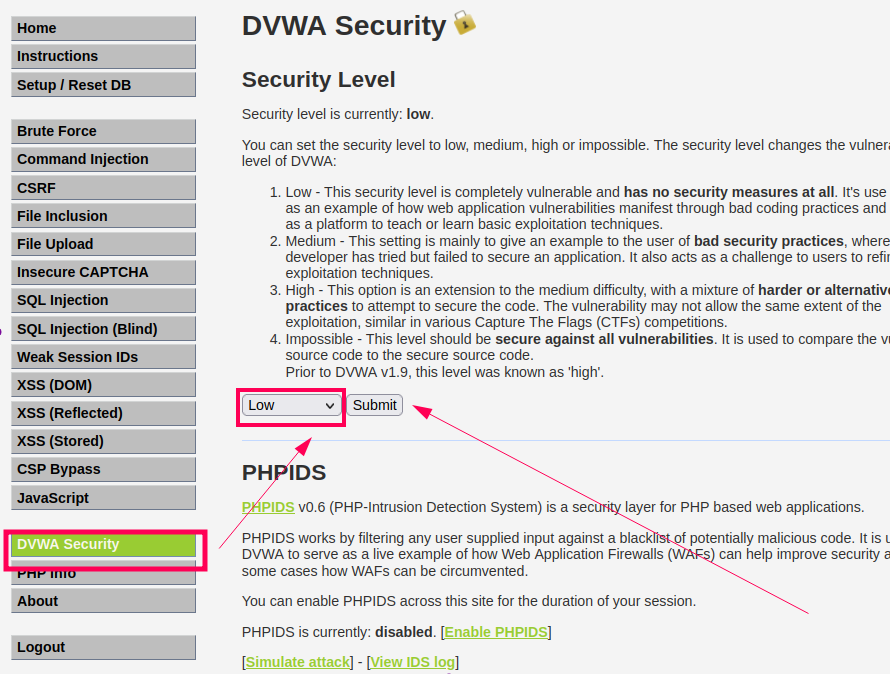 Home
Instructions
Setup / Reset DB
Brute Force
Command Injection
CSRF
File Inclusion
File Upload
Insecure CAPTCHA
SQL Injection
SQL Injection (Blind)
Weak Session IDs
XSS (DOM)
XSS (Reflected)
XSS (Stored)
CSP Bypass
JavaScript
DVWA Security
PHP Info
About
Logout
DVWA Security
Security Level
Security level is currently: low.
You can set the security level to low, medium, high or impossible. The security level changes the vulnera
level of DVWA:
1. Low - This security level is completely vulnerable and has no security measures at all. It's use
as an example of how web application vulnerabilities manifest through bad coding practices and
as a platform to teach or learn basic exploitation techniques.
2. Medium - This setting is mainly to give an example to the user of bad security practices, where
developer has tried but failed to secure an application. It also acts as a challenge to users to refin
exploitation techniques.
3. High - This option is an extension to the medium difficulty, with a mixture of harder or alternative
practices to attempt to secure the code. The vulnerability may not allow the same extent of the
exploitation, similar in various Capture The Flags (CTFs) competitions.
4. Impossible - This level should be secure against all vulnerabilities. It is used to compare the vu
source code to the secure source code.
Prior to DVWA v1.9, this level was known as 'high'.
Low Submit
PHPIDS
PHPIDS v0.6 (PHP-Intrusion Detection System) is a security layer for PHP based web applications.
PHPIDS works by filtering any user supplied input against a blacklist of potentially malicious code. It is u
DVWA to serve as a live example of how Web Application Firewalls (WAFs) can help improve security a
some cases how WAFs can be circumvented.
You can enable PHPIDS across this site for the duration of your session.
PHPIDS is currently: disabled. [Enable PHPIDS]
[Simulate attack] - [View IDS log]